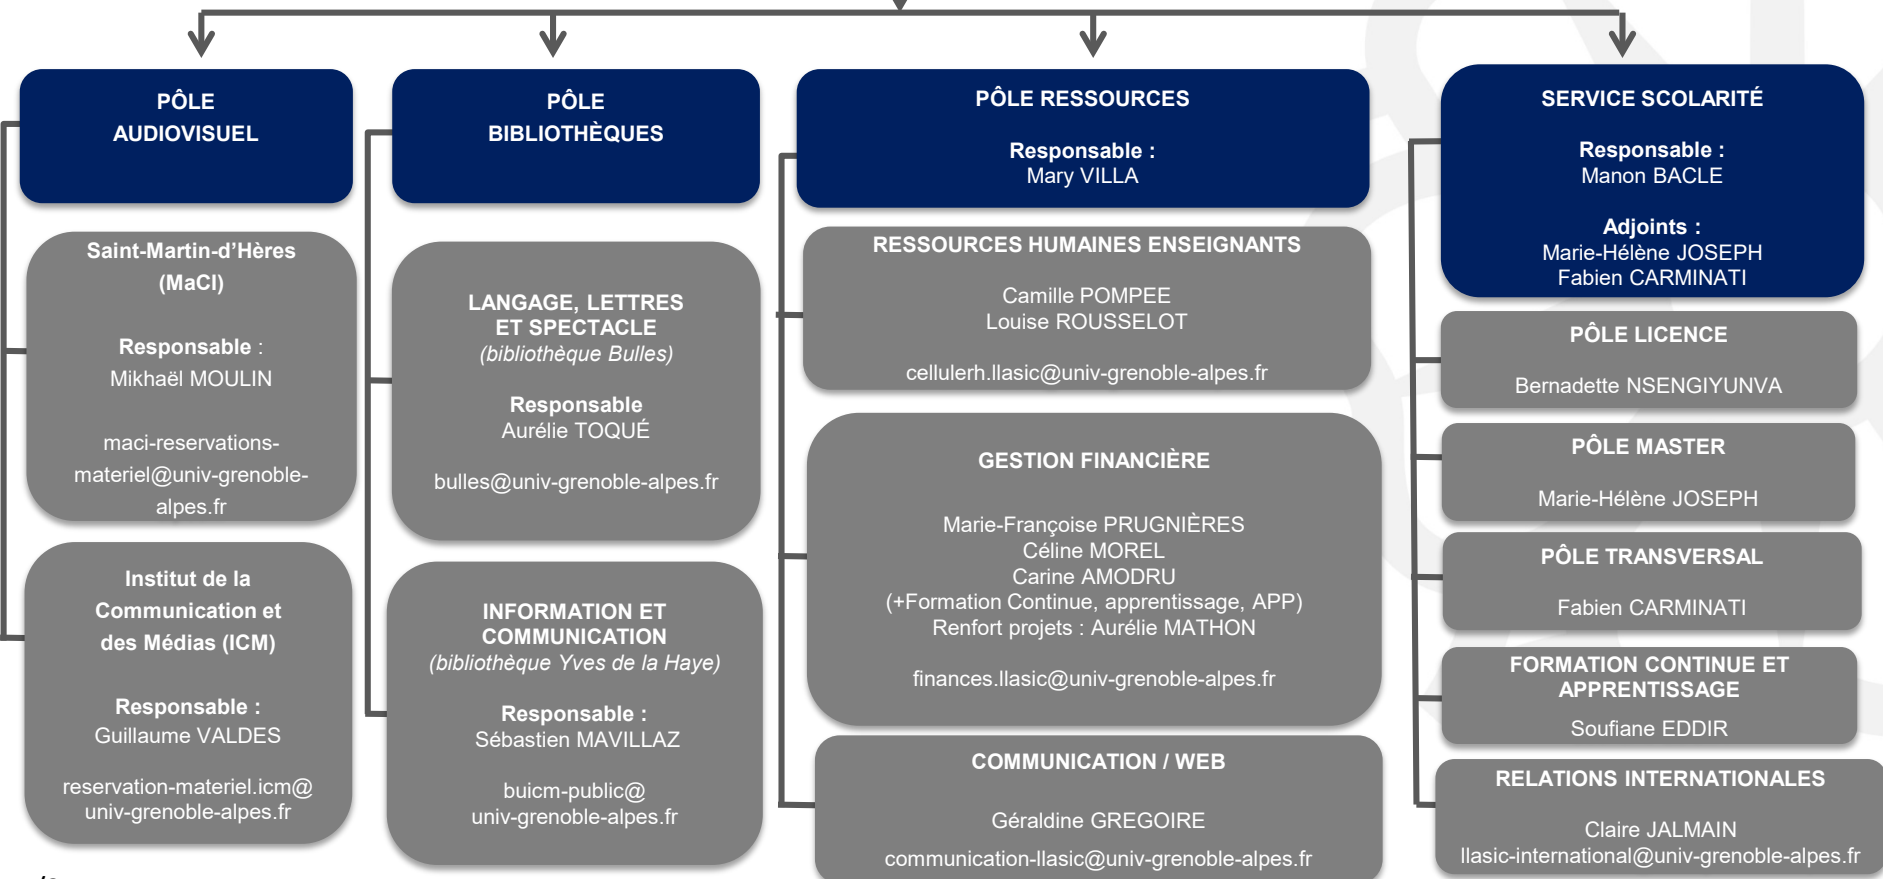 PÔLE
AUDIOVISUEL
Saint-Martin-d’Hères
(MaCI)
Responsable :
Mikhaël MOULIN
maci-reservations-
materiel@univ-grenoble-
alpes.fr
Institut de la
Communication et
des Médias (ICM)
Responsable :
Guillaume VALDES
reservation-materiel.icm@
univ-grenoble-alpes.fr
PÔLE
BIBLIOTHÈQUES
LANGAGE, LETTRES
ET SPECTACLE
(bibliothèque Bulles)
Responsable
Aurélie TOQUÉ
bulles@univ-grenoble-alpes.fr
INFORMATION ET
COMMUNICATION
(bibliothèque Yves de la Haye)
Responsable :
Sébastien MAVILLAZ
buicm-public@
univ-grenoble-alpes.fr
PÔLE RESSOURCES
Responsable :
Mary VILLA
RESSOURCES HUMAINES ENSEIGNANTS
Camille POMPEE
Louise ROUSSELOT
cellulerh.llasic@univ-grenoble-alpes.fr
GESTION FINANCIÈRE
Marie-Françoise PRUGNIÈRES
Céline MOREL
Carine AMODRU
(+Formation Continue, apprentissage, APP)
Renfort projets : Aurélie MATHON
finances.llasic@univ-grenoble-alpes.fr
COMMUNICATION / WEB
Géraldine GREGOIRE
communication-llasic@univ-grenoble-alpes.fr
SERVICE SCOLARITÉ
Responsable :
Manon BACLE
Adjoints :
Marie-Hélène JOSEPH
Fabien CARMINATI
PÔLE LICENCE
Bernadette NSENGIYUNVA
PÔLE MASTER
Marie-Hélène JOSEPH
PÔLE TRANSVERSAL
Fabien CARMINATI
FORMATION CONTINUE ET
APPRENTISSAGE
Soufiane EDDIR
RELATIONS INTERNATIONALES
Claire JALMAIN
llasic-international@univ-grenoble-alpes.fr